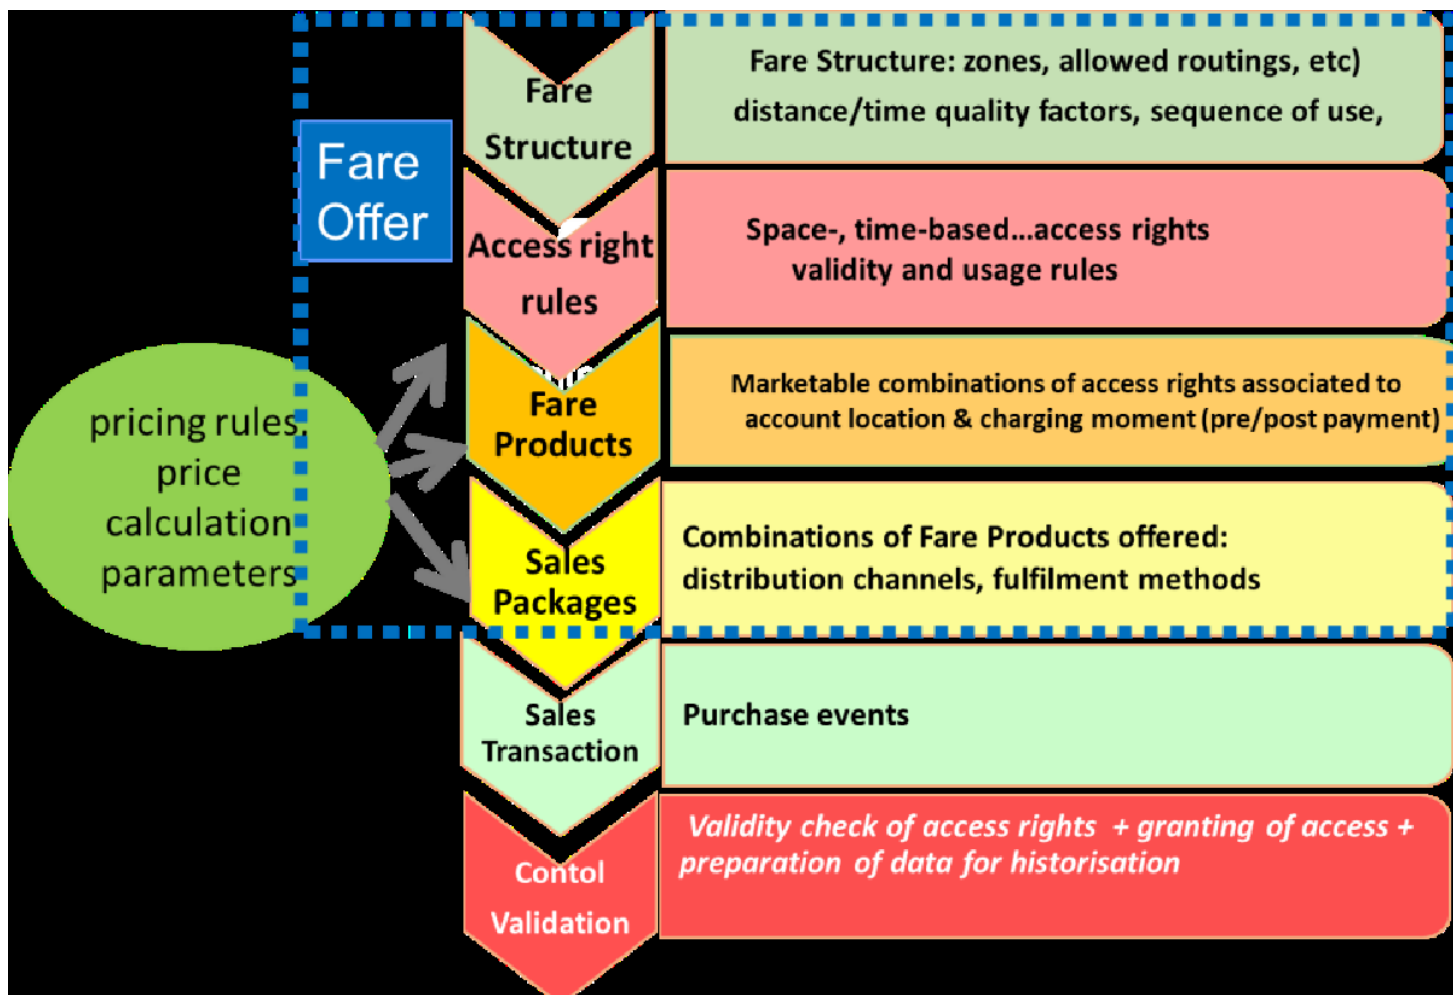 Fare
Structure
Fare Structure: zones, allowed routings, etc)
distance/time quality factors, sequence of use,
Fare
Offer
Access right
rules
Space-, time-based...access rights
validity and usage rules
pricing rules,
price
calculation
parameters
Fare
Products
Marketable combinations of access rights associated to
account location & charging moment (pre/post payment)
Sales
Packages
Combinations of Fare Products offered:
distribution channels, fulfilment methods
Sales
Transaction
Purchase events
Contol
Validation
Validity check of access rights + granting of access +
preparation of data for historisation